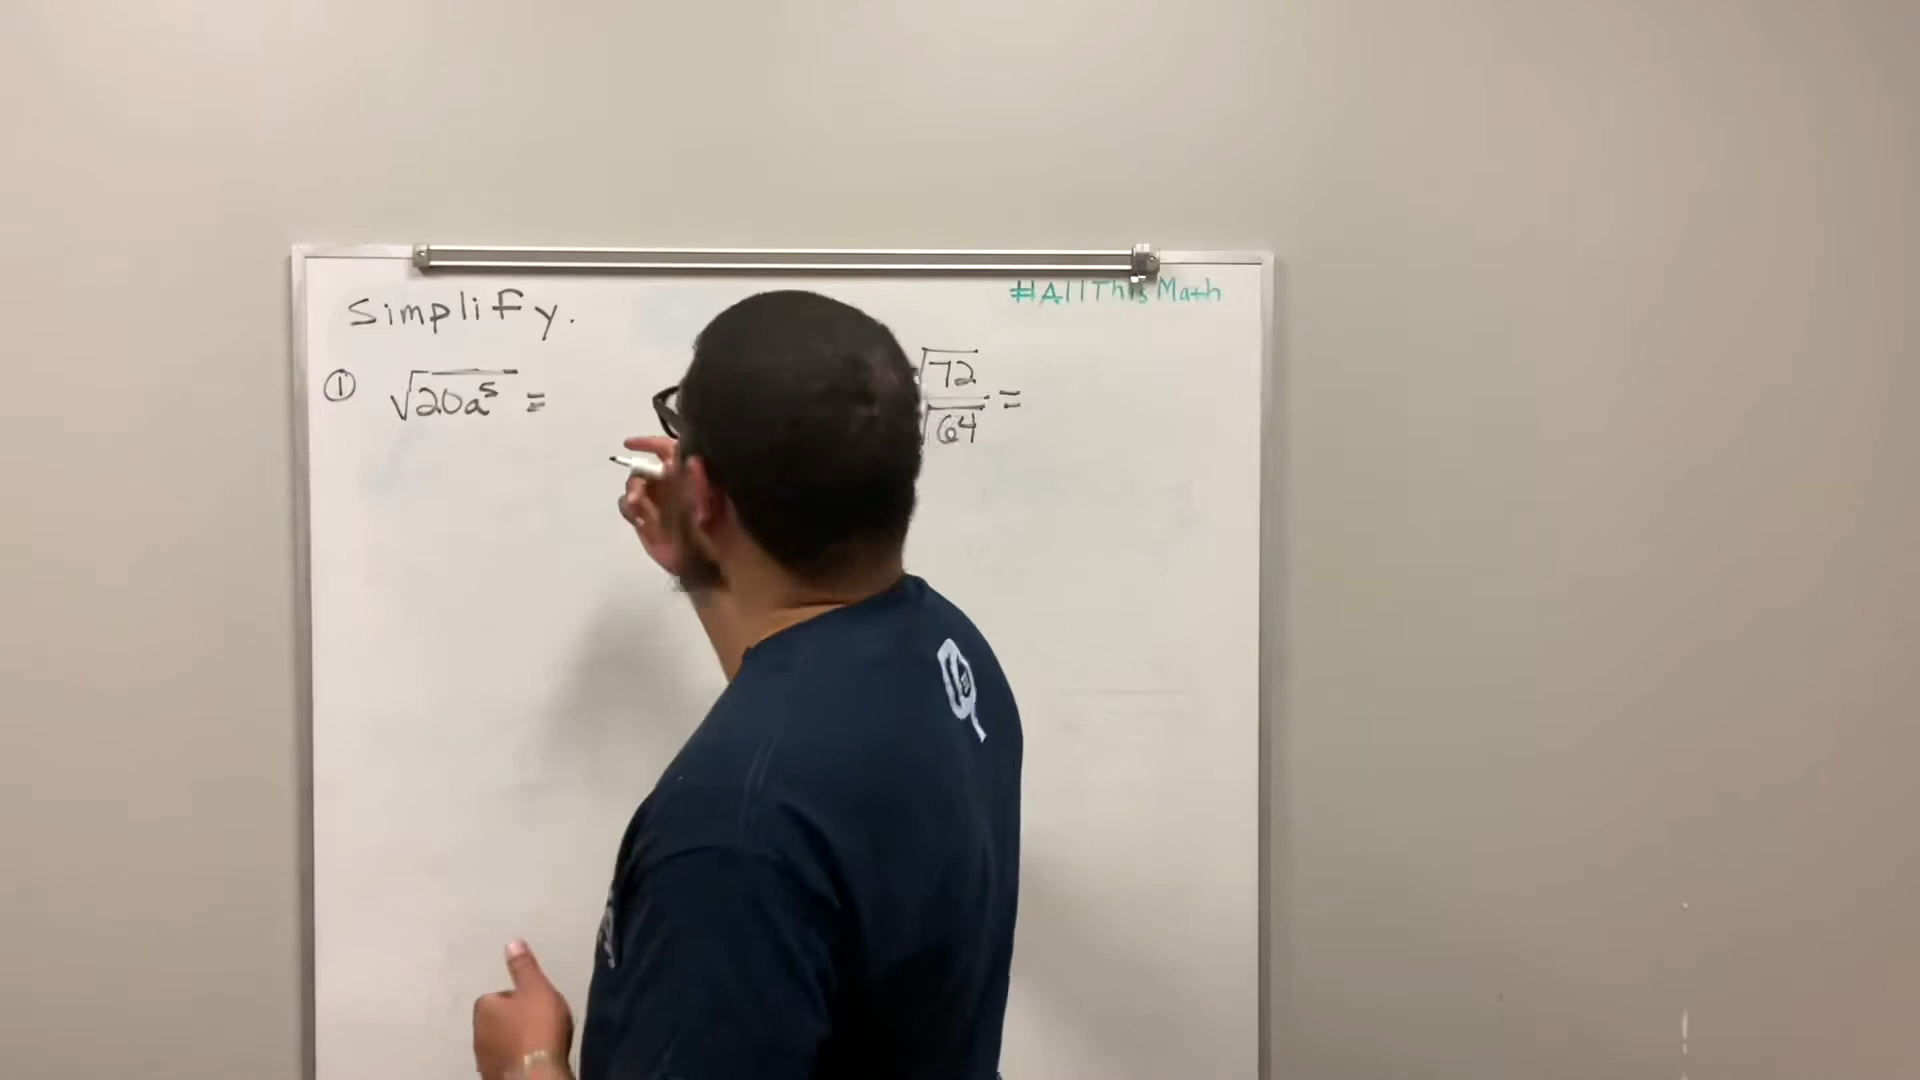 Simplify.
#AllThisMath
① √20a⁵ =
√72 / √64 =
Q